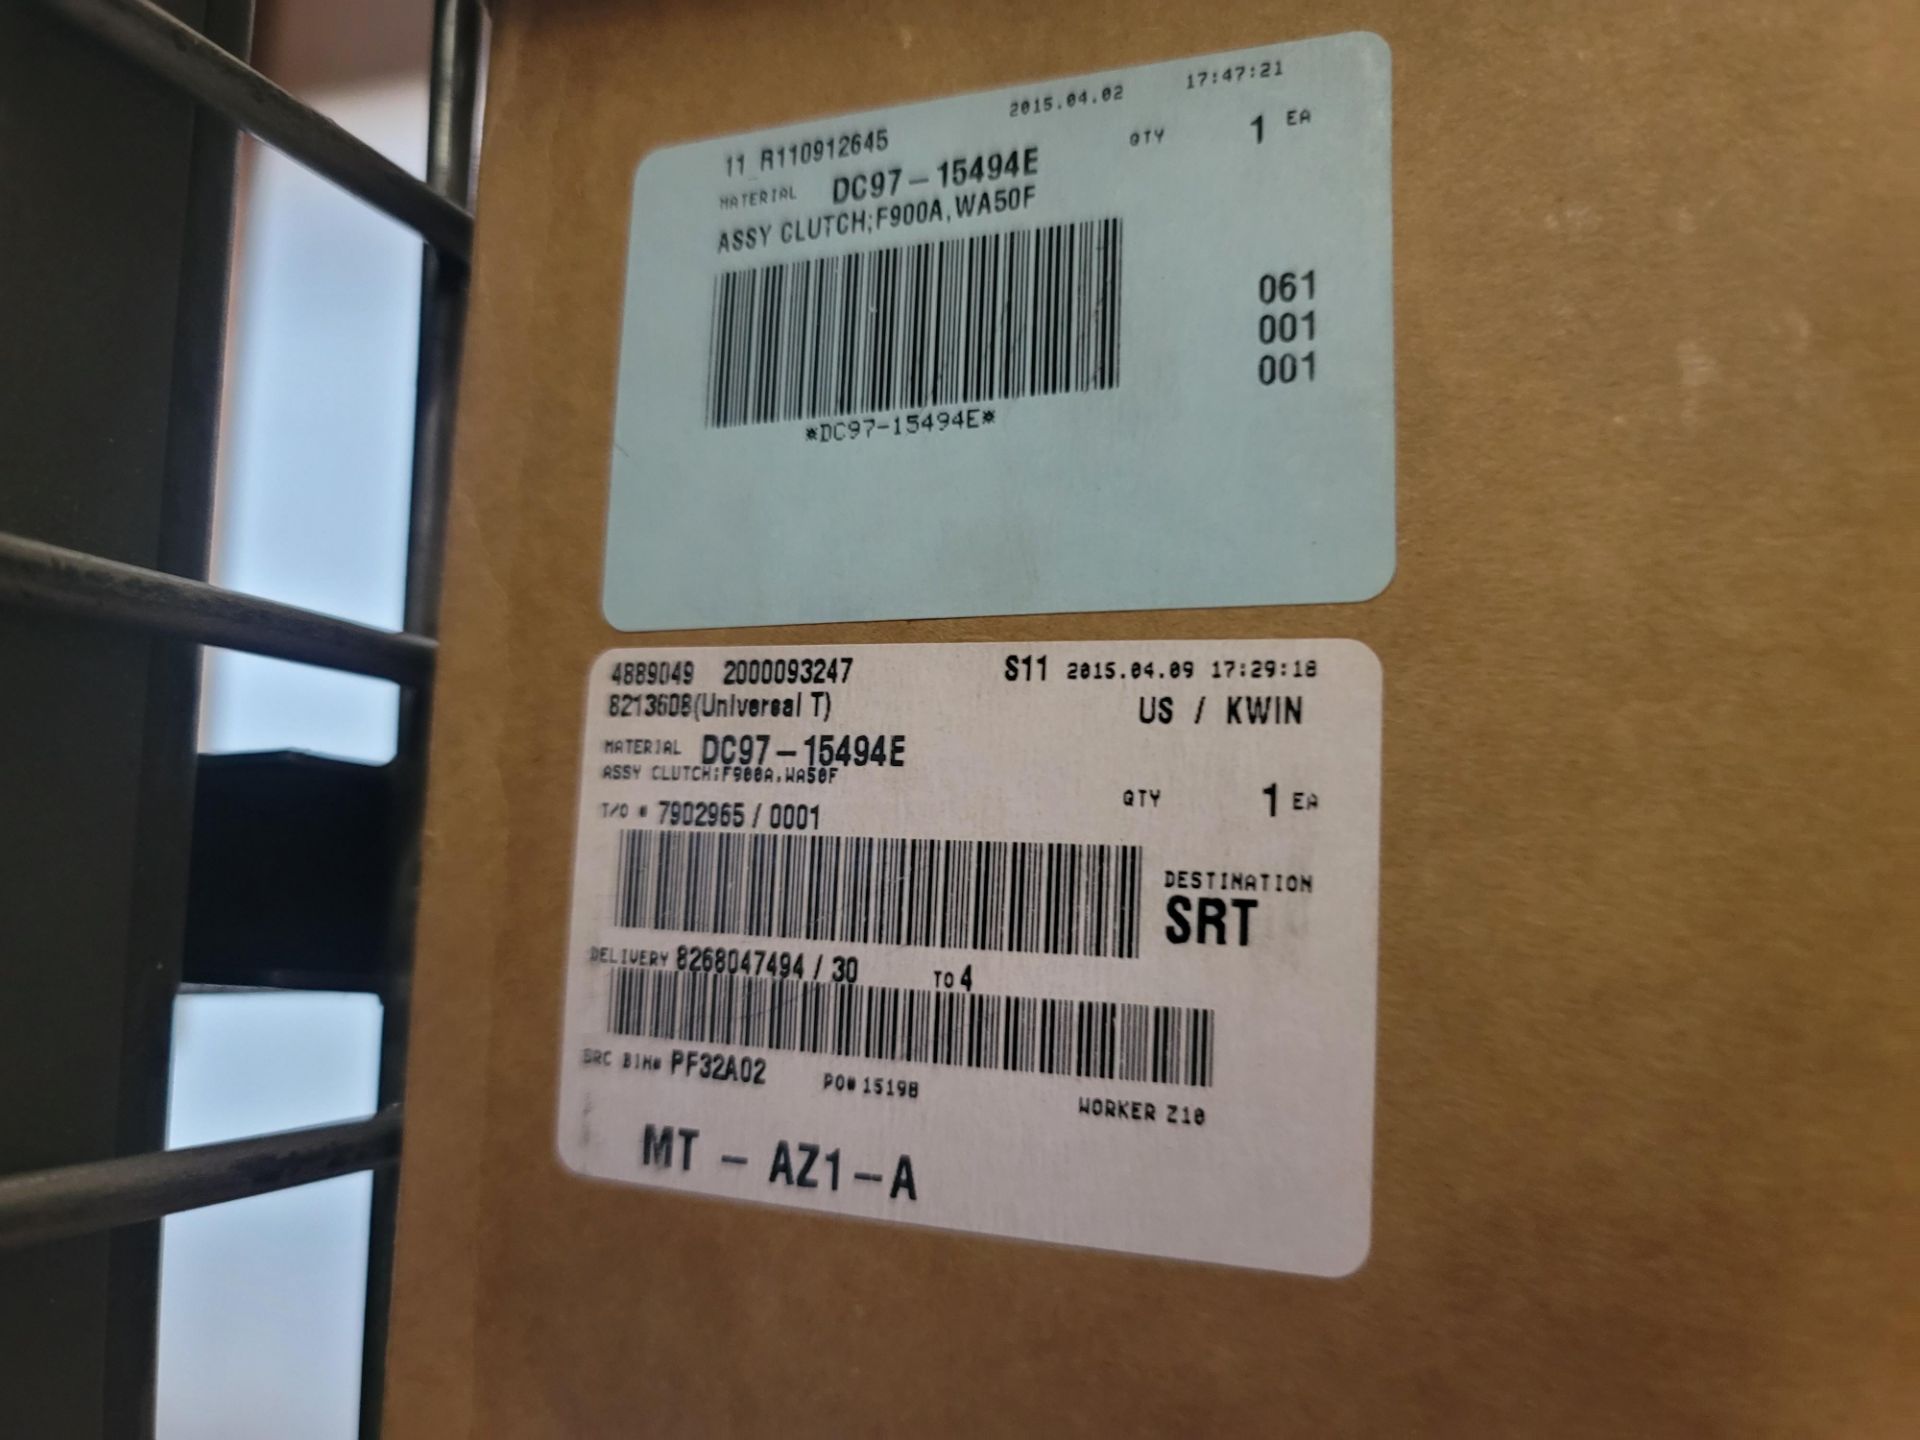 2015.04.02 17:47:21
11_R110912645
QTY 1 EA
MATERIAL DC97-15494E
ASSY CLUTCH;F900A,WA50F
061
001
001
*DC97-15494E*
4889049 2000093247 S11 2015.04.09 17:29:18
8213608(Universal T) US / KWIN
MATERIAL DC97-15494E
ASSY CLUTCH;F900A,WA50F
QTY 1 EA
T/O # 7902965 / 0001
DESTINATION
SRT
DELIVERY 8268047494 / 30 TO 4
SRC BIN# PF32A02 PO# 15198
WORKER Z10
MT - AZ1-A